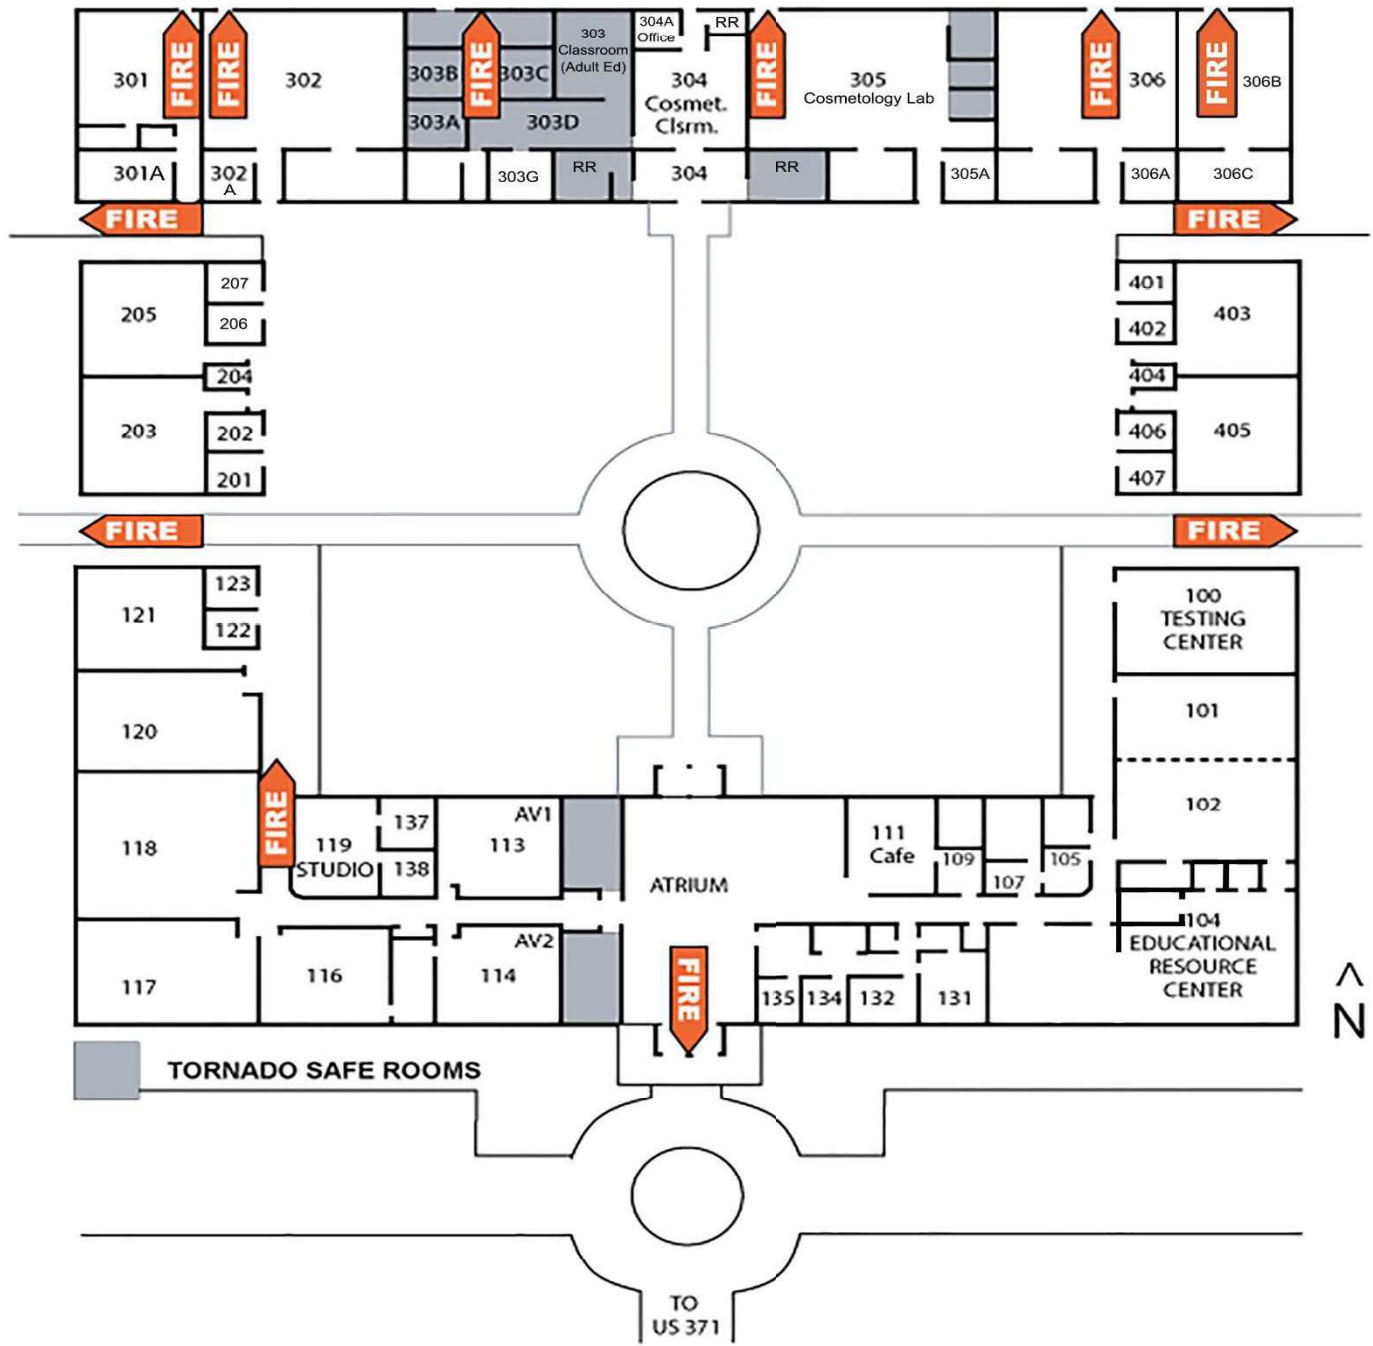 301
FIRE
FIRE
302
303B
FIRE
303C
303
Classroom
(Adult Ed)
304A
Office
RR
304
Cosmet.
Clsrm.
FIRE
305
Cosmetology Lab
FIRE
306
FIRE
306B
303A
303D
301A
302
A
303G
RR
304
RR
305A
306A
306C
FIRE
FIRE
205
207
206
204
203
202
201
401
402
403
404
406
405
407
FIRE
FIRE
121
123
122
120
118
FIRE
119
STUDIO
137
138
AV1
113
ATRIUM
111
Cafe
109
107
105
100
TESTING
CENTER
101
102
104
EDUCATIONAL
RESOURCE
CENTER
117
116
AV2
114
FIRE
135
134
132
131
N
TORNADO SAFE ROOMS
TO
US 371